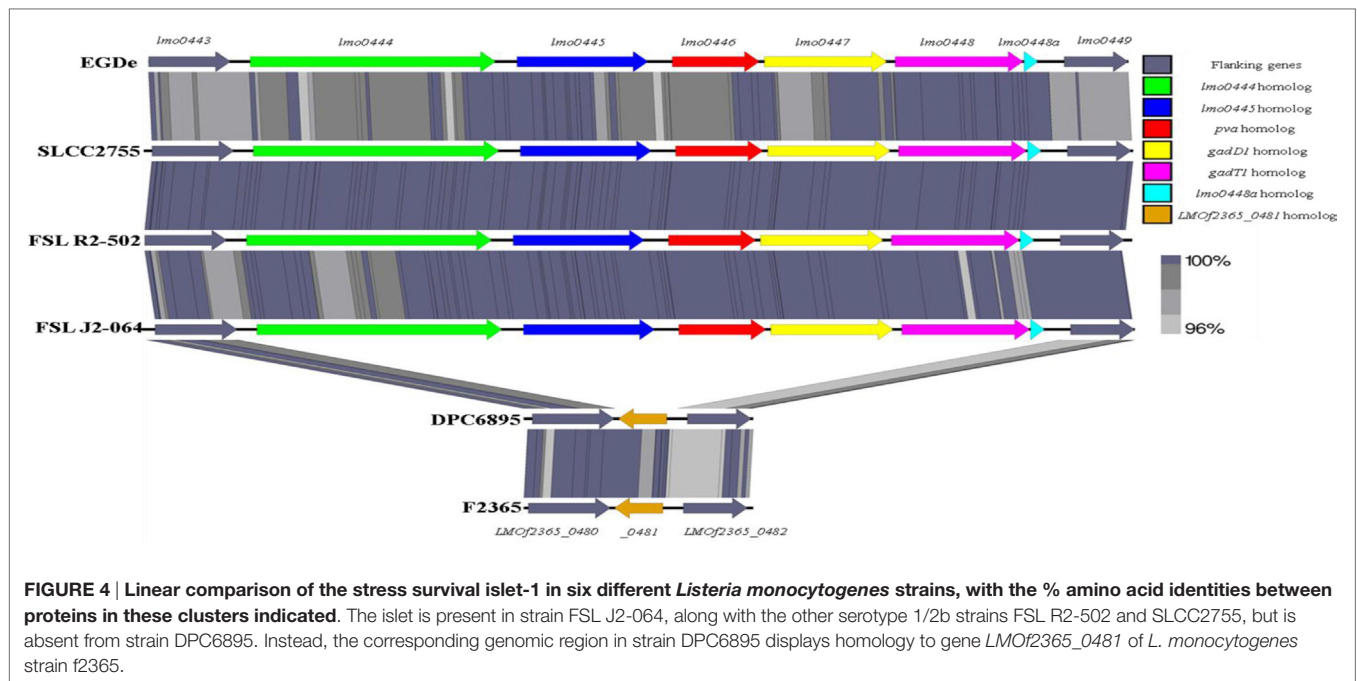 lmo0443 lmo0444 lmo0445 lmo0446 lmo0447 lmo0448 lmo0448a lmo0449
EGDe
SLCC2755
FSL R2-502
FSL J2-064
DPC6895
F2365
LMOf2365_0480 _0481 LMOf2365_0482
Flanking genes
lmo0444 homolog
lmo0445 homolog
pva homolog
gadD1 homolog
gadT1 homolog
lmo0448a homolog
LMOf2365_0481 homolog
100%
96%
FIGURE 4 | Linear comparison of the stress survival islet-1 in six different Listeria monocytogenes strains, with the % amino acid identities between
proteins in these clusters indicated. The islet is present in strain FSL J2-064, along with the other serotype 1/2b strains FSL R2-502 and SLCC2755, but is
absent from strain DPC6895. Instead, the corresponding genomic region in strain DPC6895 displays homology to gene LMOf2365_0481 of L. monocytogenes
strain f2365.